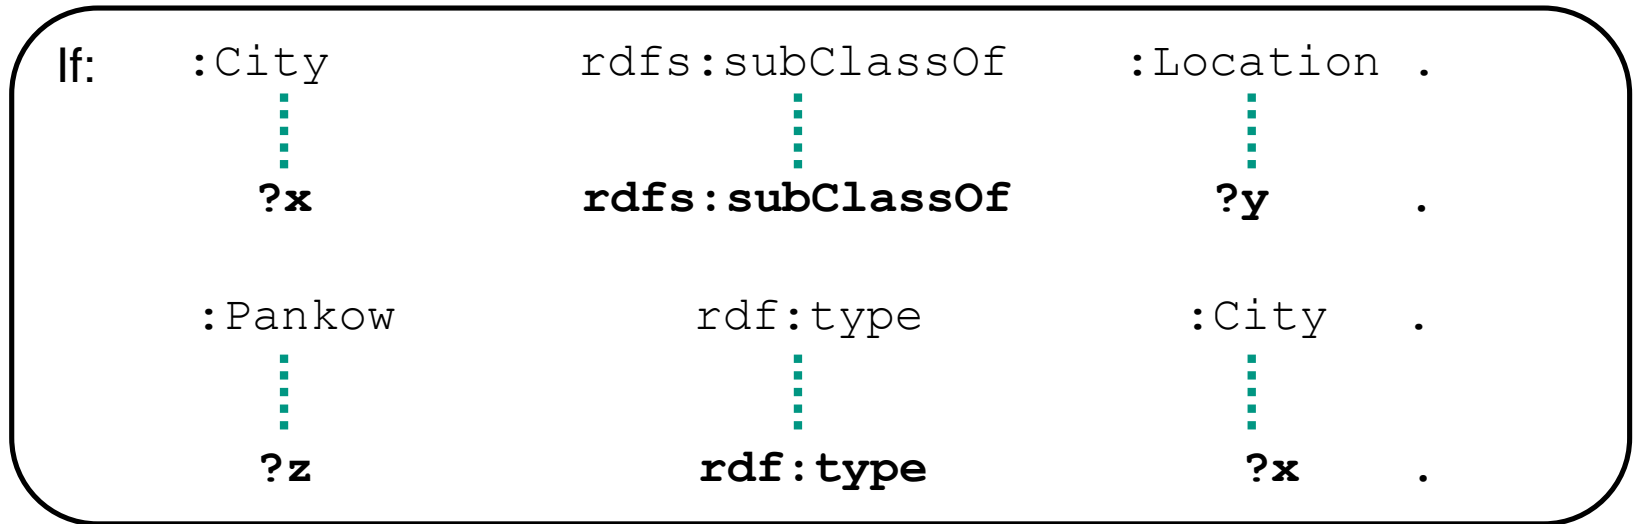 If: :City rdfs:subClassOf :Location .
?x rdfs:subClassOf ?y .
:Pankow rdf:type :City .
?z rdf:type ?x .